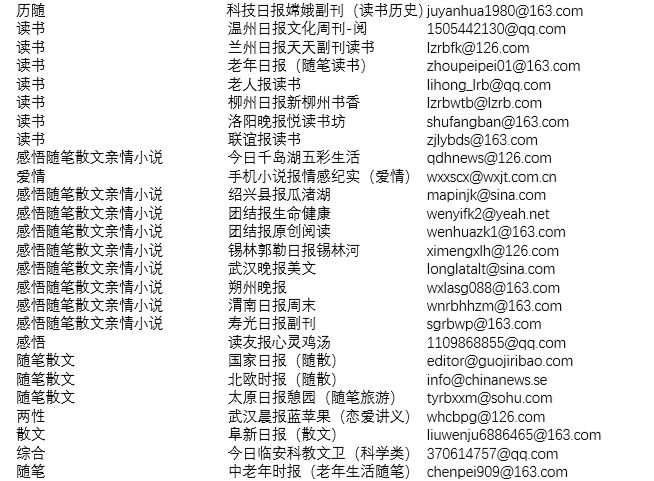 历随 科技日报嫦娥副刊（读书历史）juyanhua1980@163.com
读书 温州日报文化周刊-阅 1505442130@qq.com
读书 兰州日报天天副刊读书 lzrbfk@126.com
读书 老年日报（随笔读书） zhoupeipei01@163.com
读书 老人报读书 lihong_lrb@qq.com
读书 柳州日报新柳州书香 lzrbwtb@lzrb.com
读书 洛阳晚报悦读书坊 shufangban@163.com
读书 联谊报读书 zjlybds@163.com
感悟随笔散文亲情小说 今日千岛湖五彩生活 qdhnews@126.com
爱情 手机小说报情感纪实（爱情） wxxscx@wxjt.com.cn
感悟随笔散文亲情小说 绍兴县报瓜渚湖 mapinjk@sina.com
感悟随笔散文亲情小说 团结报生命健康 wenyifk2@yeah.net
感悟随笔散文亲情小说 团结报原创阅读 wenhuazk1@163.com
感悟随笔散文亲情小说 锡林郭勒日报锡林河 ximengxlh@126.com
感悟随笔散文亲情小说 武汉晚报美文 longlatalt@sina.com
感悟随笔散文亲情小说 朔州晚报 wxlasg088@163.com
感悟随笔散文亲情小说 渭南日报周末 wnrbhhzm@163.com
感悟随笔散文亲情小说 寿光日报副刊 sgrbwp@163.com
感悟 读友报心灵鸡汤 1109868855@qq.com
随笔散文 国家日报（随散） editor@guojiribao.com
随笔散文 北欧时报（随散） info@chinanews.se
随笔散文 太原日报憩园（随笔旅游） tyrbxxm@sohu.com
两性 武汉晨报蓝苹果（恋爱讲义） whcbpg@126.com
散文 阜新日报（散文） liuwenju6886465@163.com
综合 今日临安科教文卫（科学类） 370614757@qq.com
随笔 中老年时报（老年生活随笔） chenpei909@163.com